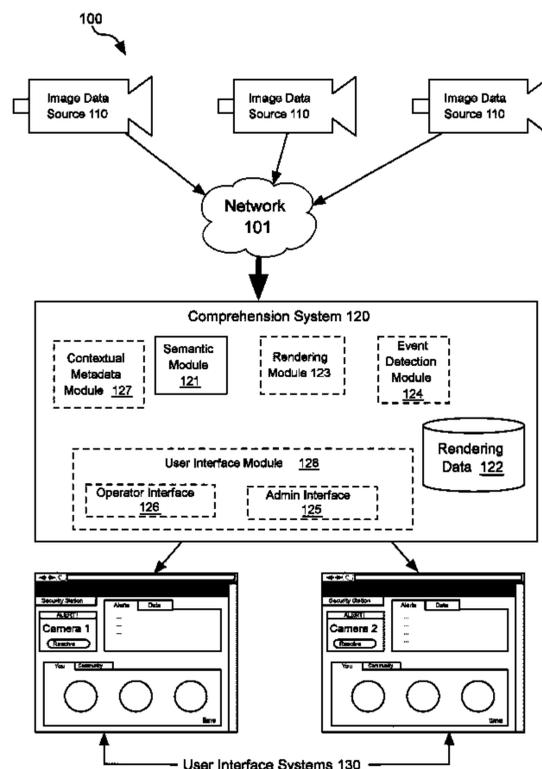 100
Image Data
Source 110
Image Data
Source 110
Image Data
Source 110
Network
101
Comprehension System 120
Contextual
Metadata
Module 127
Semantic
Module
121
Rendering
Module 123
Event
Detection
Module
124
Rendering
Data 122
User Interface Module 128
Operator Interface
126
Admin Interface
125
Security Station
ALERT!
Camera 1
Resolve
Alerts
Data
You
Community
Save
Security Station
ALERT!
Camera 2
Resolve
Alerts
Data
You
Community
Save
User Interface Systems 130